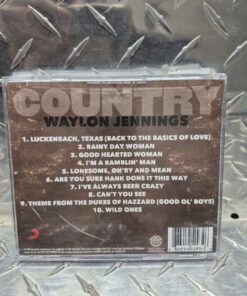 COUNTRY
WAYLON JENNINGS
1. LUCKENBACH, TEXAS (BACK TO THE BASICS OF LOVE)
2. RAINY DAY WOMAN
3. GOOD HEARTED WOMAN
4. I'M A RAMBLIN' MAN
5. LONESOME, ON'RY AND MEAN
6. ARE YOU SURE HANK DONE IT THIS WAY
7. I'VE ALWAYS BEEN CRAZY
8. CAN'T YOU SEE
9. THEME FROM THE DUKES OF HAZZARD (GOOD OL' BOYS)
10. WILD ONES